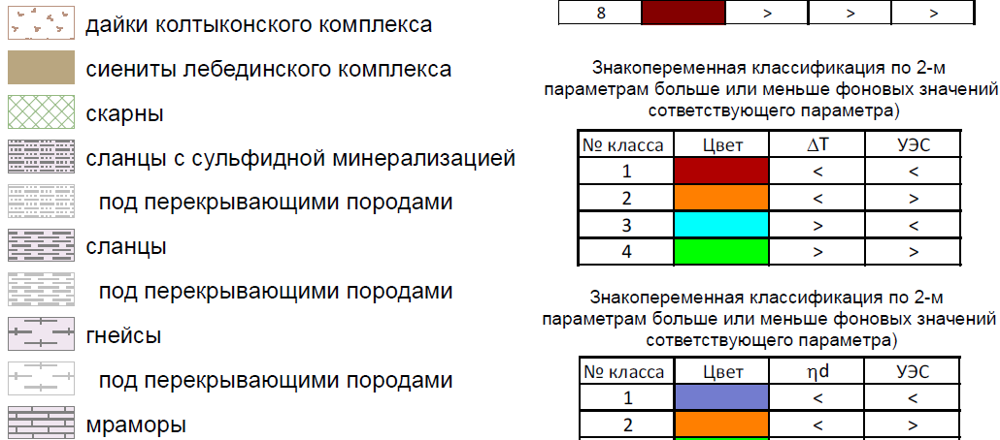 дайки колтыконского комплекса
сиениты лебединского комплекса
скарны
сланцы с сульфидной минерализацией
под перекрывающими породами
сланцы
под перекрывающими породами
гнейсы
под перекрывающими породами
мраморы
8 > > >
Знакопеременная классификация по 2-м
параметрам больше или меньше фоновых значений
сответствующего параметра)
№ класса Цвет ΔT УЭС
1 < <
2 < >
3 > <
4 > >
Знакопеременная классификация по 2-м
параметрам больше или меньше фоновых значений
сответствующего параметра)
№ класса Цвет ηd УЭС
1 < <
2 < >